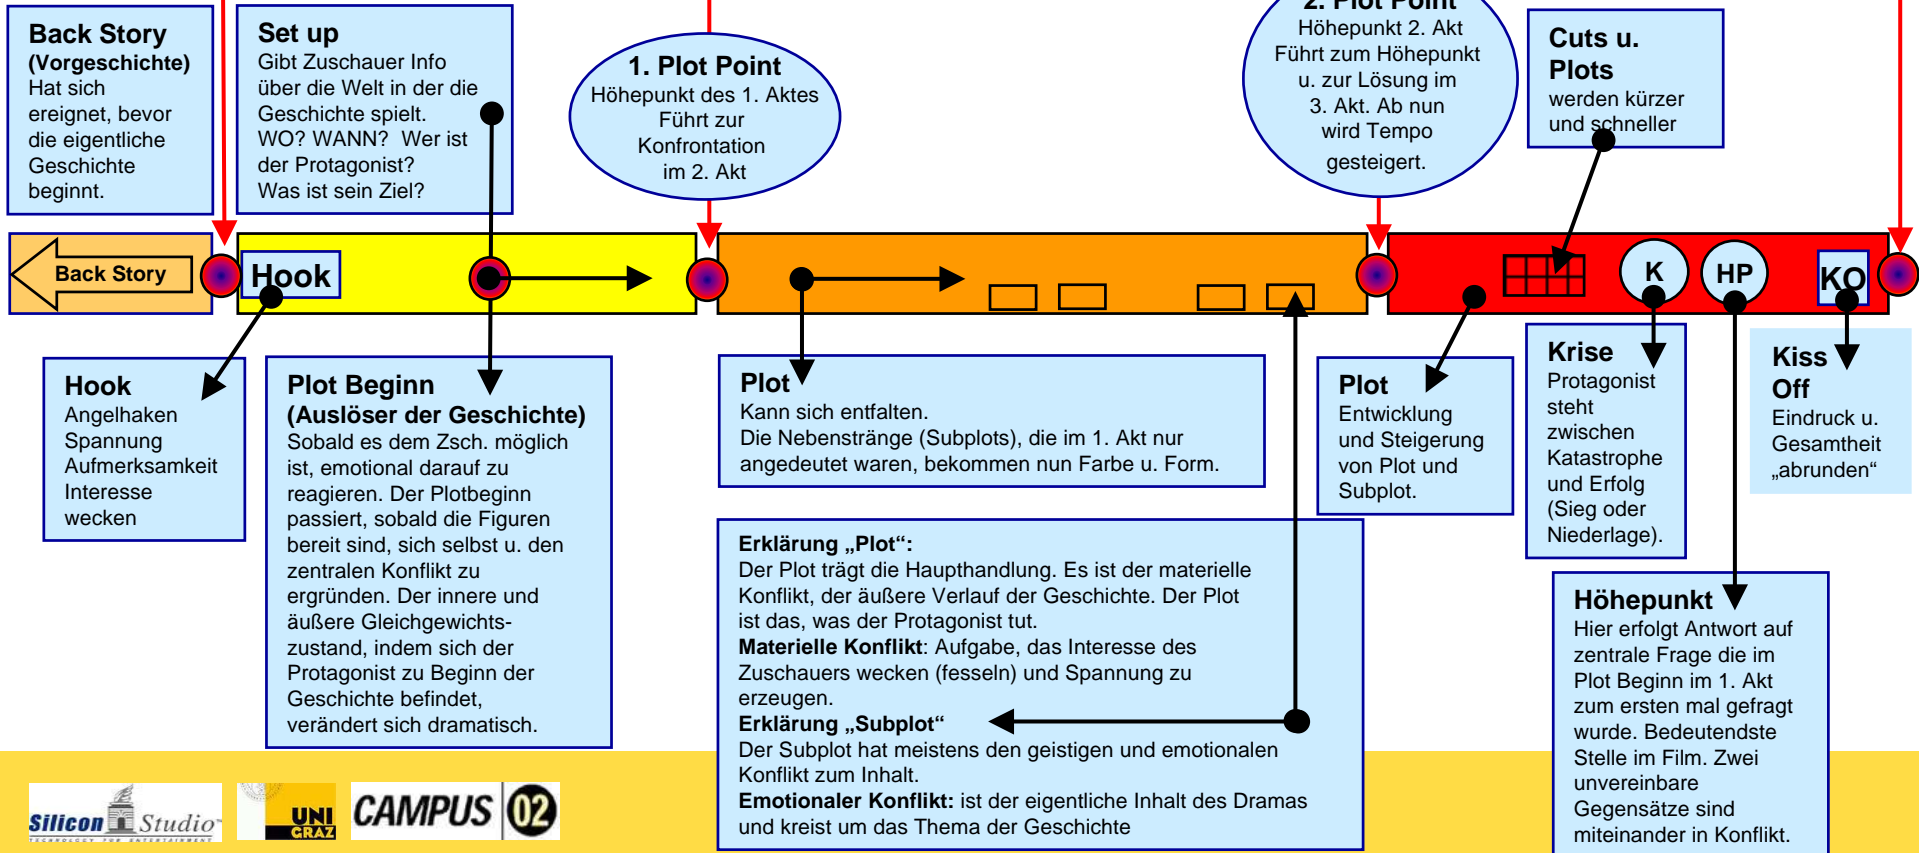 Back Story
(Vorgeschichte)
Hat sich
ereignet, bevor
die eigentliche
Geschichte
beginnt.
Set up
Gibt Zuschauer Info
über die Welt in der die
Geschichte spielt.
WO? WANN? Wer ist
der Protagonist?
Was ist sein Ziel?
1. Plot Point
Höhepunkt des 1. Aktes
Führt zur
Konfrontation
im 2. Akt
2. Plot Point
Höhepunkt 2. Akt
Führt zum Höhepunkt
u. zur Lösung im
3. Akt. Ab nun
wird Tempo
gesteigert.
Cuts u.
Plots
werden kürzer
und schneller
Back Story
Hook
K
HP
KO
Hook
Angelhaken
Spannung
Aufmerksamkeit
Interesse
wecken
Plot Beginn
(Auslöser der Geschichte)
Sobald es dem Zsch. möglich
ist, emotional darauf zu
reagieren. Der Plotbeginn
passiert, sobald die Figuren
bereit sind, sich selbst u. den
zentralen Konflikt zu
ergründen. Der innere und
äußere Gleichgewichts-
zustand, indem sich der
Protagonist zu Beginn der
Geschichte befindet,
verändert sich dramatisch.
Plot
Kann sich entfalten.
Die Nebenstränge (Subplots), die im 1. Akt nur
angedeutet waren, bekommen nun Farbe u. Form.
Erklärung „Plot“:
Der Plot trägt die Haupthandlung. Es ist der materielle
Konflikt, der äußere Verlauf der Geschichte. Der Plot
ist das, was der Protagonist tut.
Materielle Konflikt: Aufgabe, das Interesse des
Zuschauers wecken (fesseln) und Spannung zu
erzeugen.
Erklärung „Subplot“
Der Subplot hat meistens den geistigen und emotionalen
Konflikt zum Inhalt.
Emotionaler Konflikt: ist der eigentliche Inhalt des Dramas
und kreist um das Thema der Geschichte
Plot
Entwicklung
und Steigerung
von Plot und
Subplot.
Krise
Protagonist
steht
zwischen
Katastrophe
und Erfolg
(Sieg oder
Niederlage).
Kiss
Off
Eindruck u.
Gesamtheit
„abrunden“
Höhepunkt
Hier erfolgt Antwort auf
zentrale Frage die im
Plot Beginn im 1. Akt
zum ersten mal gefragt
wurde. Bedeutendste
Stelle im Film. Zwei
unvereinbare
Gegensätze sind
miteinander in Konflikt.
Silicon Studio
TECHNOLOGY FOR ENTERTAINMENT
UNI
GRAZ
CAMPUS 02